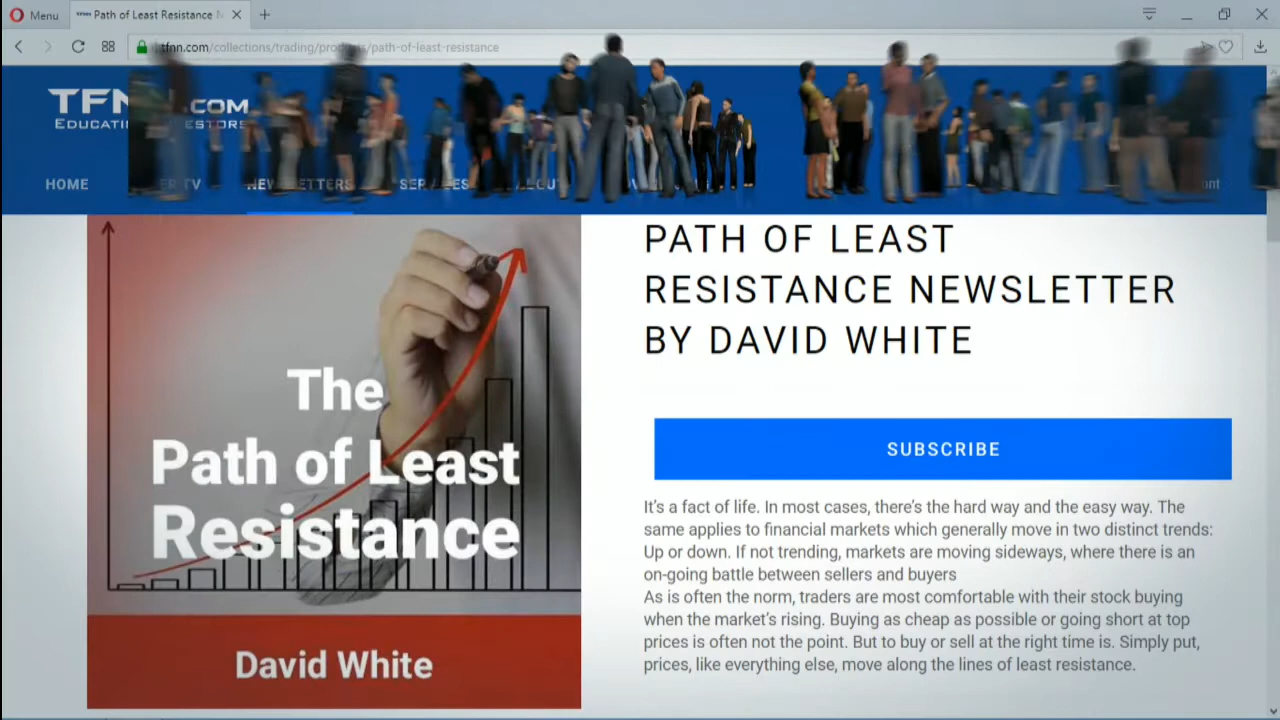 Menu
Path of Least Resistance
tfnn.com/collections/trading/products/path-of-least-resistance
.COM
HOME
TV
NEWSLETTERS
PATH OF LEAST
RESISTANCE NEWSLETTER
BY DAVID WHITE
The
Path of Least
Resistance
David White
SUBSCRIBE
It's a fact of life. In most cases, there's the hard way and the easy way. The
same applies to financial markets which generally move in two distinct trends:
Up or down. If not trending, markets are moving sideways, where there is an
on-going battle between sellers and buyers
As is often the norm, traders are most comfortable with their stock buying
when the market's rising. Buying as cheap as possible or going short at top
prices is often not the point. But to buy or sell at the right time is. Simply put,
prices, like everything else, move along the lines of least resistance.